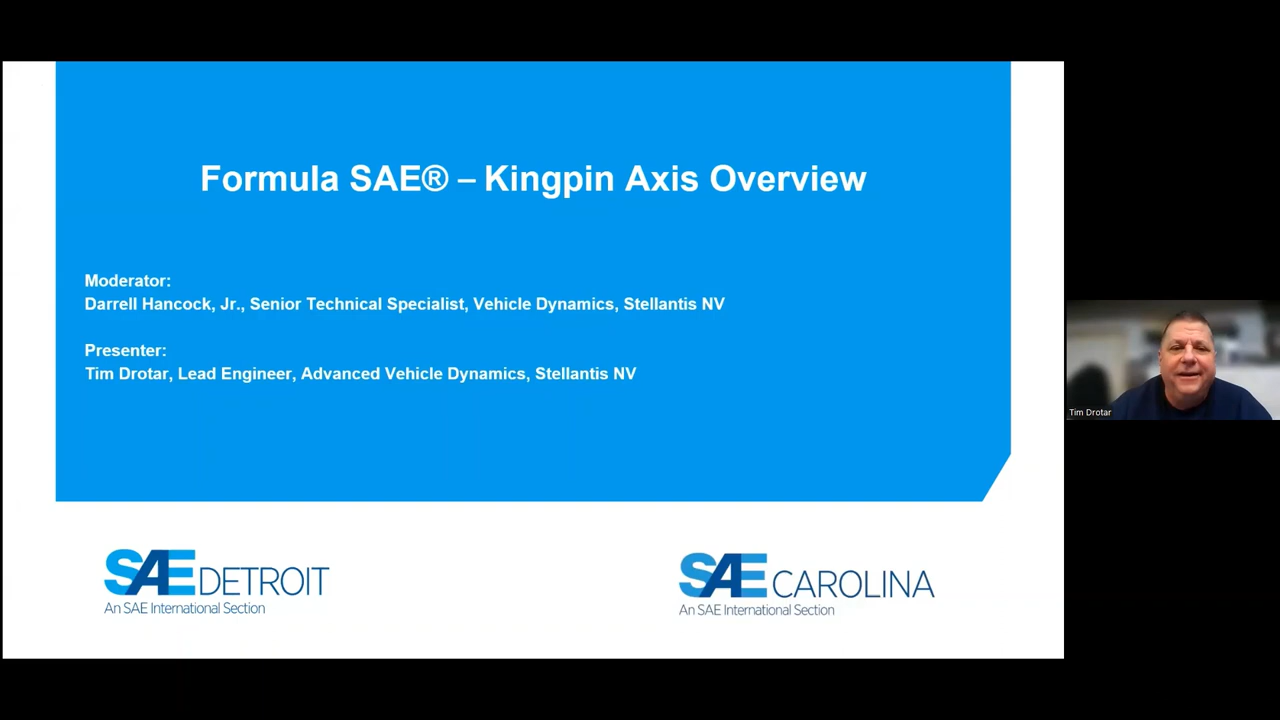 Formula SAE® – Kingpin Axis Overview
Moderator:
Darrell Hancock, Jr., Senior Technical Specialist, Vehicle Dynamics, Stellantis NV
Presenter:
Tim Drotar, Lead Engineer, Advanced Vehicle Dynamics, Stellantis NV
SAE DETROIT
An SAE International Section
SAE CAROLINA
An SAE International Section
Tim Drotar